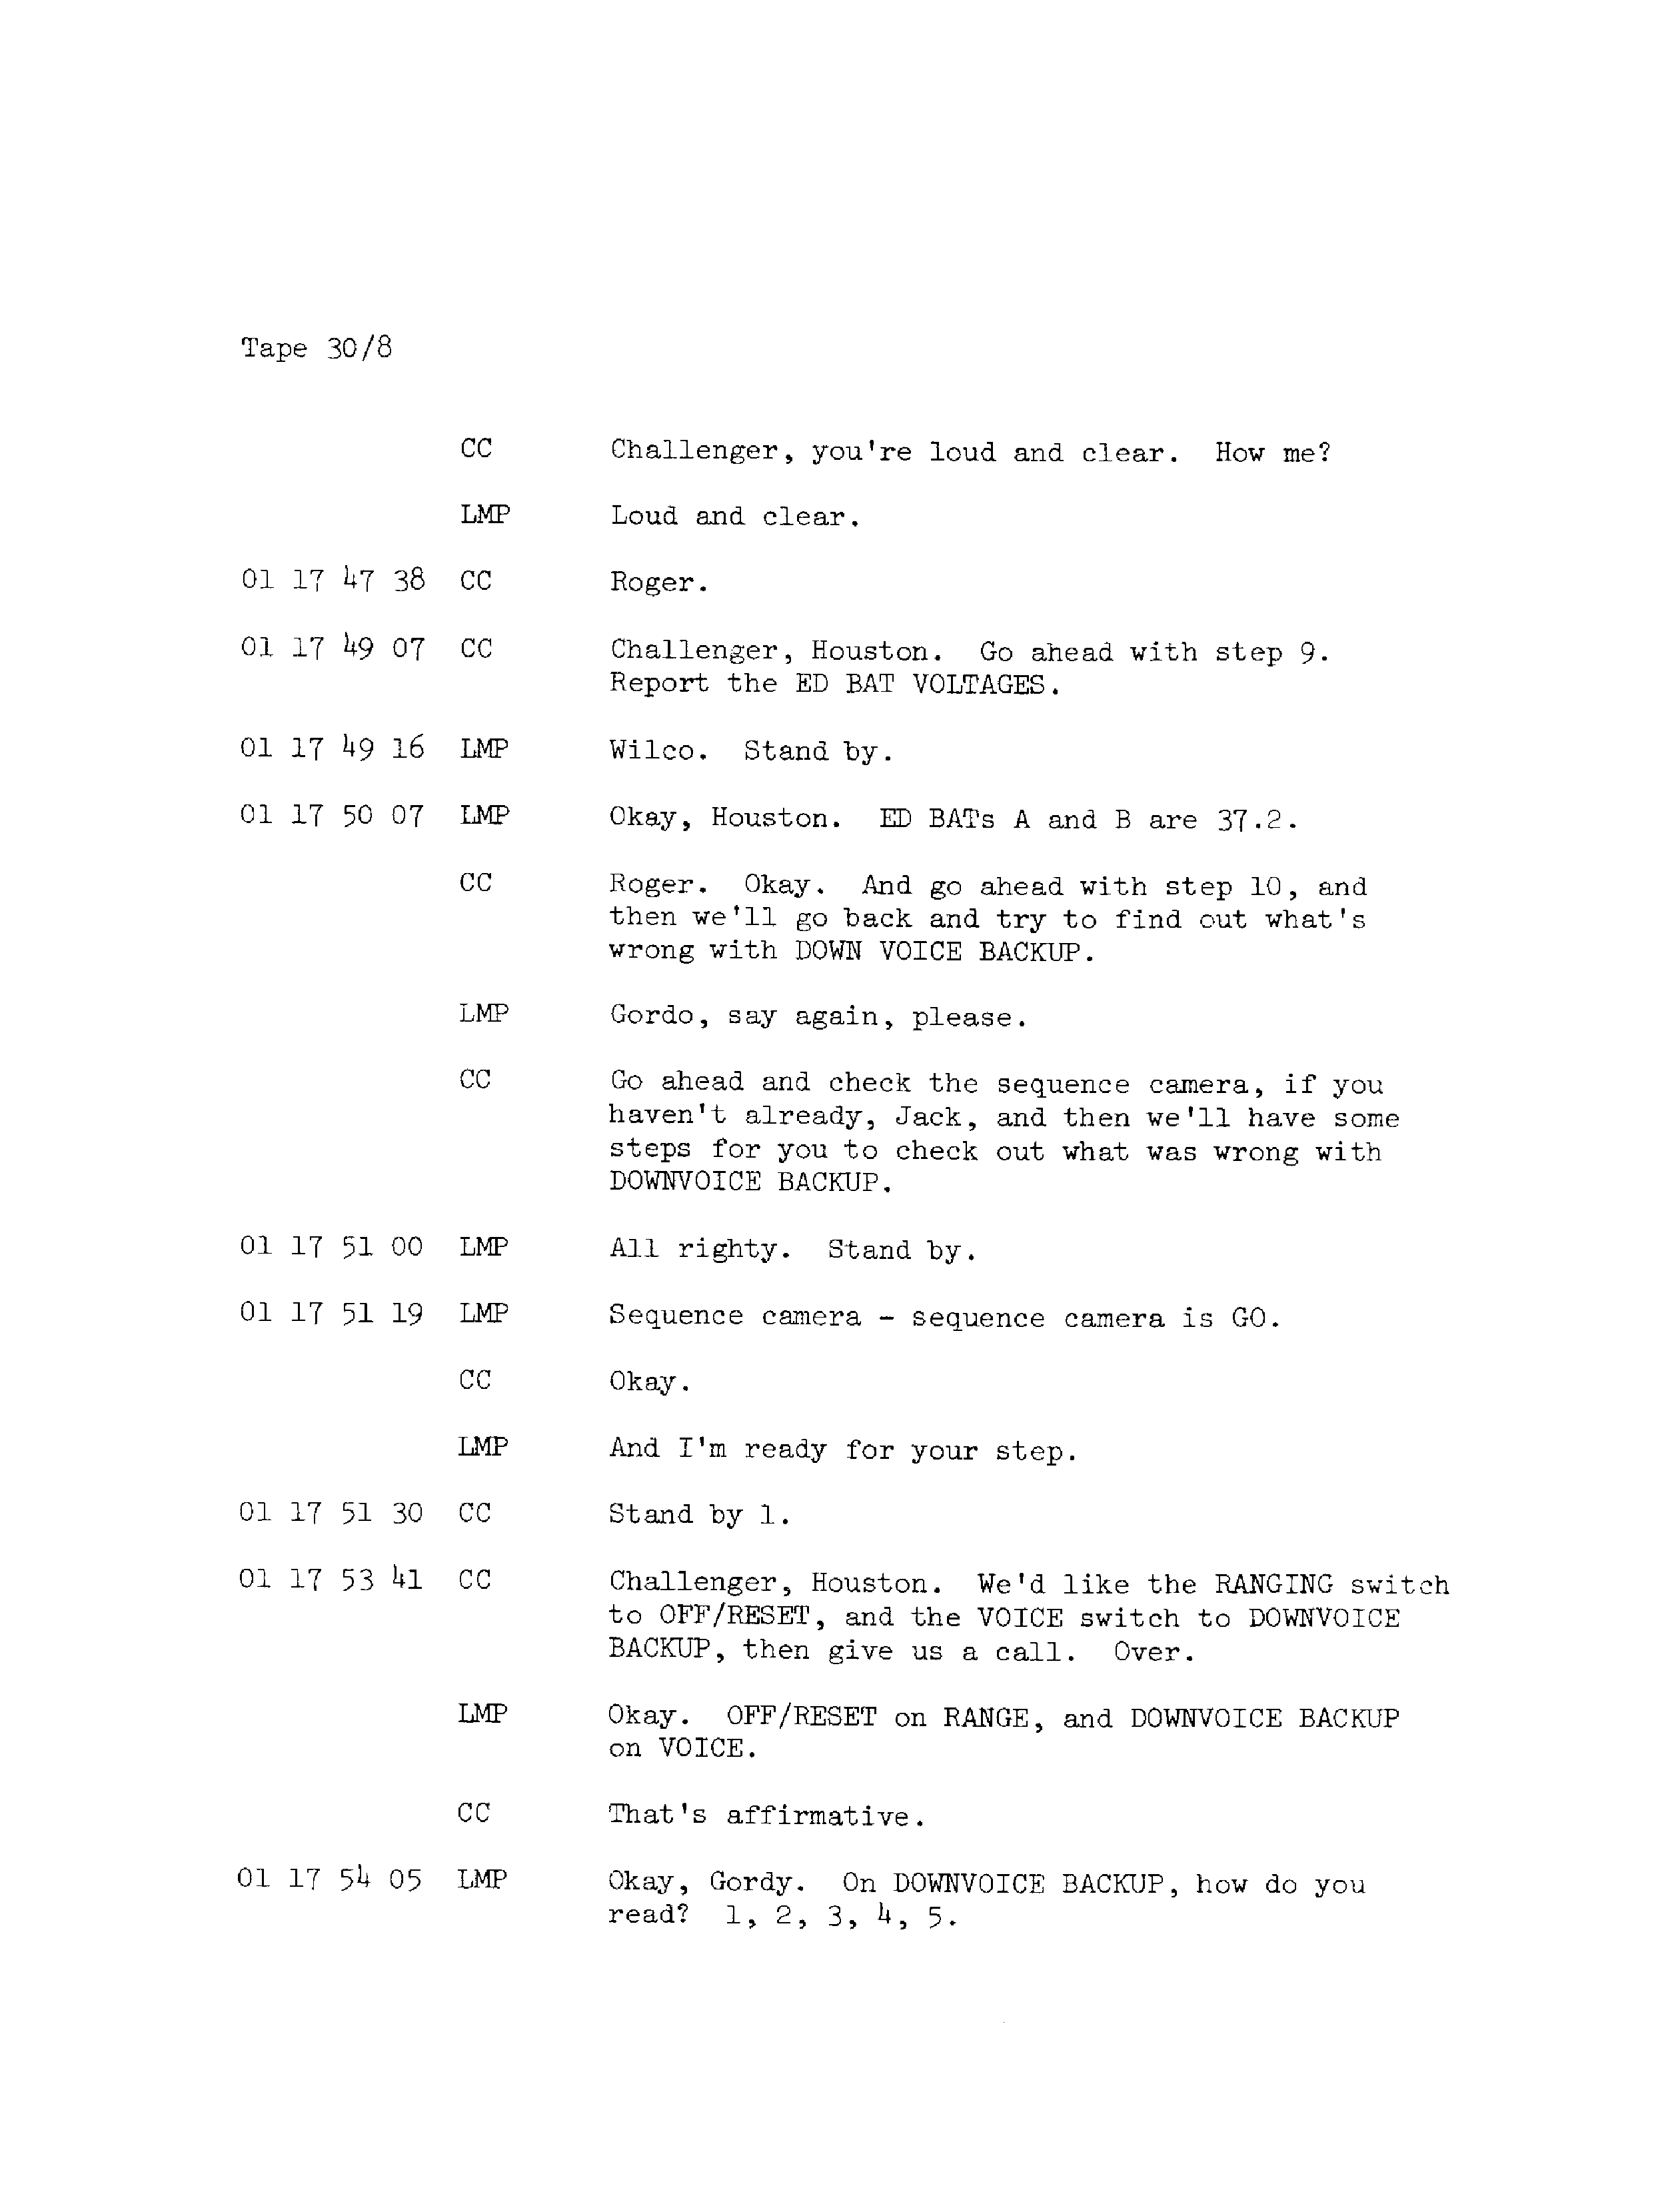 Tape 30/8
CC Challenger, you're loud and clear. How me?
LMP Loud and clear.
01 17 47 38 CC Roger.
01 17 49 07 CC Challenger, Houston. Go ahead with step 9.
Report the ED BAT VOLTAGES.
01 17 49 16 LMP Wilco. Stand by.
01 17 50 07 LMP Okay, Houston. ED BATs A and B are 37.2.
CC Roger. Okay. And go ahead with step 10, and
then we'll go back and try to find out what's
wrong with DOWN VOICE BACKUP.
LMP Gordo, say again, please.
CC Go ahead and check the sequence camera, if you
haven't already, Jack, and then we'll have some
steps for you to check out what was wrong with
DOWNVOICE BACKUP.
01 17 51 00 LMP All righty. Stand by.
01 17 51 19 LMP Sequence camera - sequence camera is GO.
CC Okay.
LMP And I'm ready for your step.
01 17 51 30 CC Stand by 1.
01 17 53 41 CC Challenger, Houston. We'd like the RANGING switch
to OFF/RESET, and the VOICE switch to DOWNVOICE
BACKUP, then give us a call. Over.
LMP Okay. OFF/RESET on RANGE, and DOWNVOICE BACKUP
on VOICE.
CC That's affirmative.
01 17 54 05 LMP Okay, Gordy. On DOWNVOICE BACKUP, how do you
read? 1, 2, 3, 4, 5.